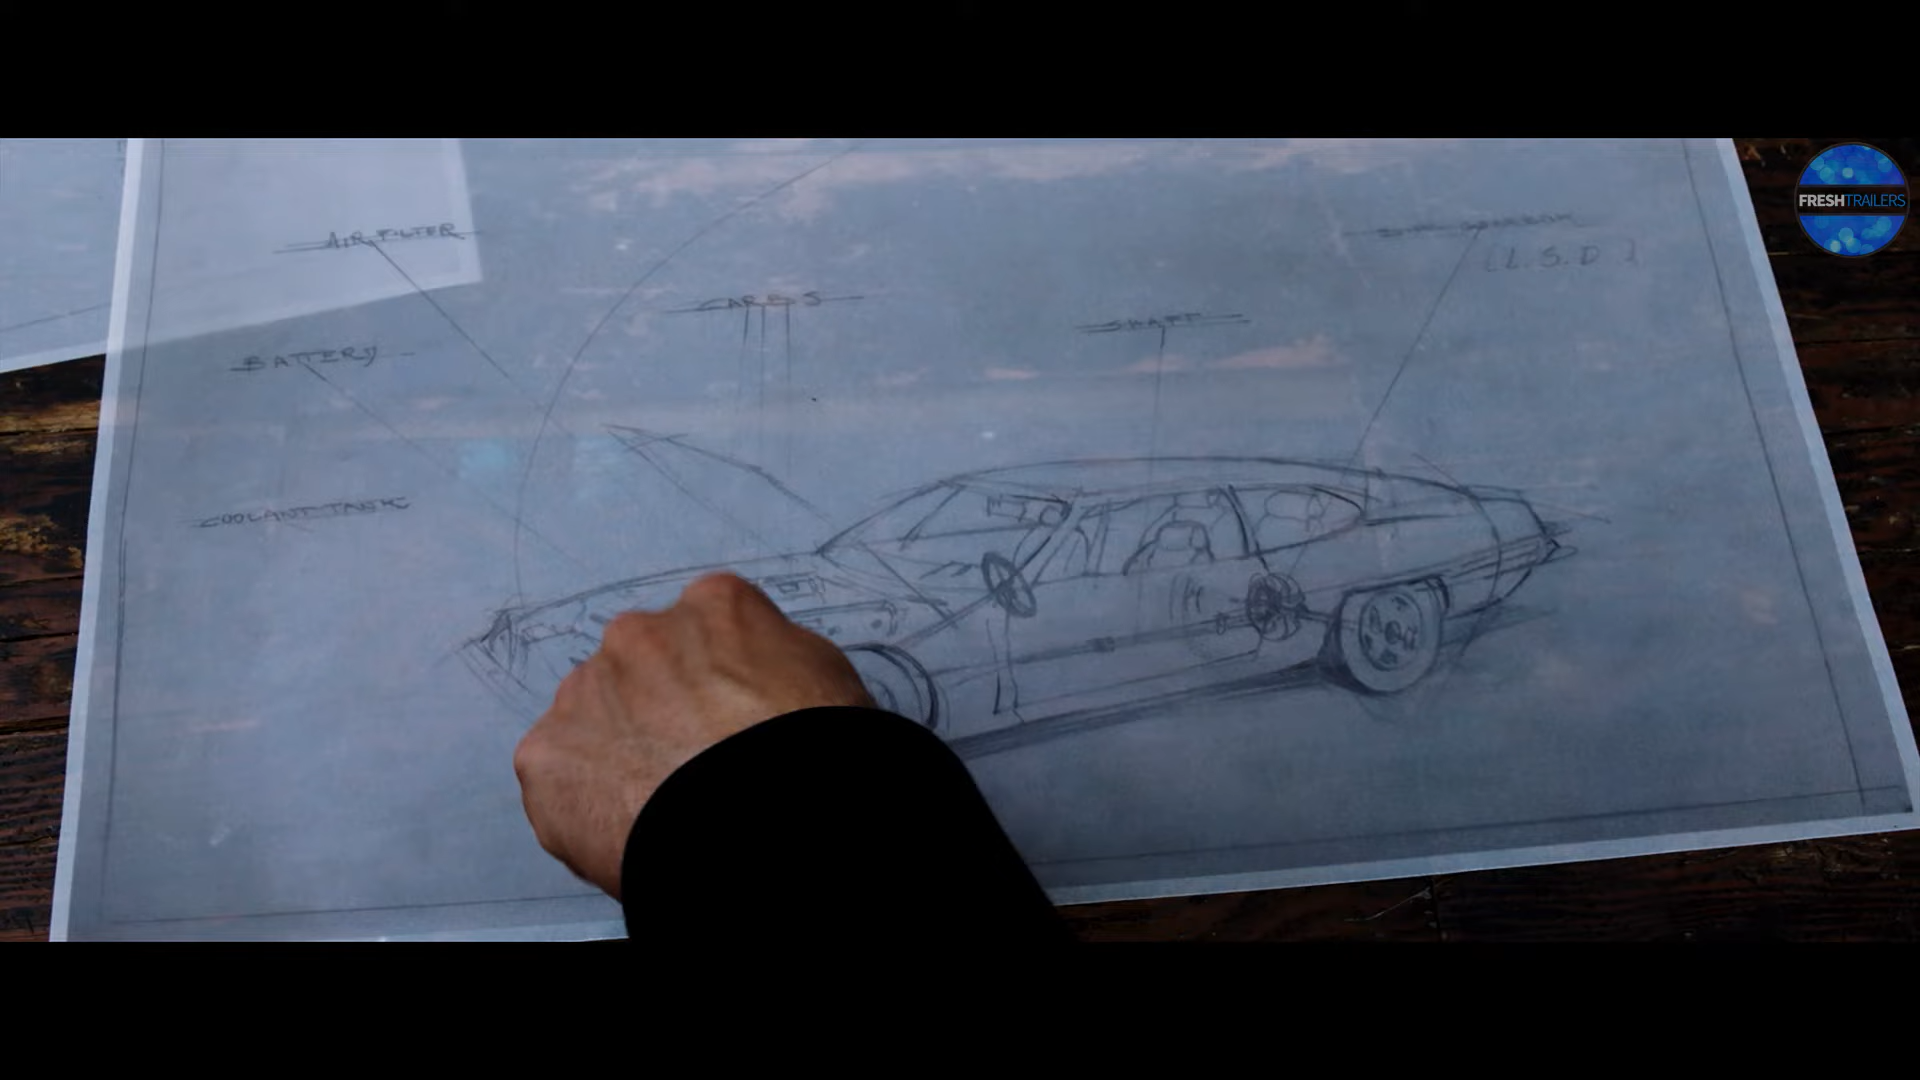 FRESHTRAILERS
AIR FILTER
[L.S.D]
CARBS
SHAFT
BATTERY
COOLANT TANK